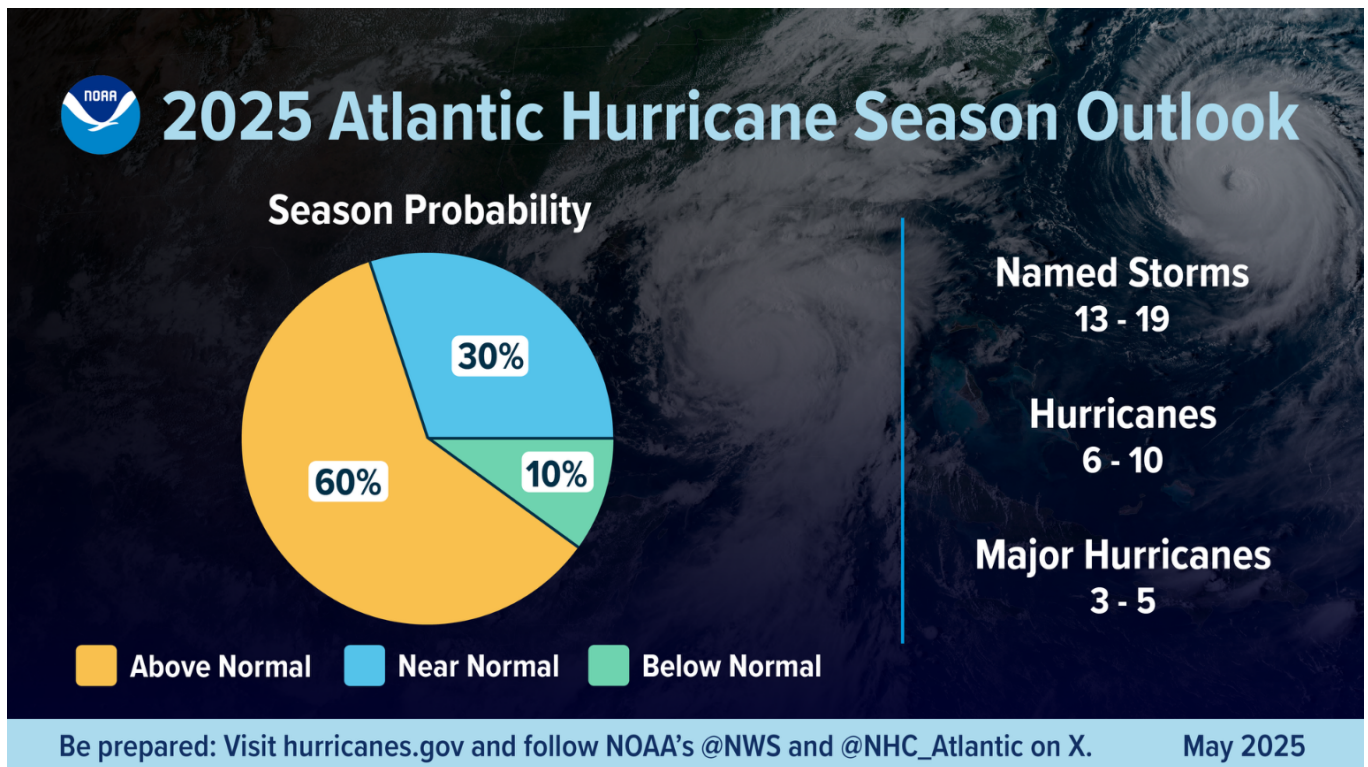 NOAA
2025 Atlantic Hurricane Season Outlook
Season Probability
30%
60%
10%
Above Normal
Near Normal
Below Normal
Named Storms
13 - 19
Hurricanes
6 - 10
Major Hurricanes
3 - 5
Be prepared: Visit hurricanes.gov and follow NOAA's @NWS and @NHC_Atlantic on X.
May 2025